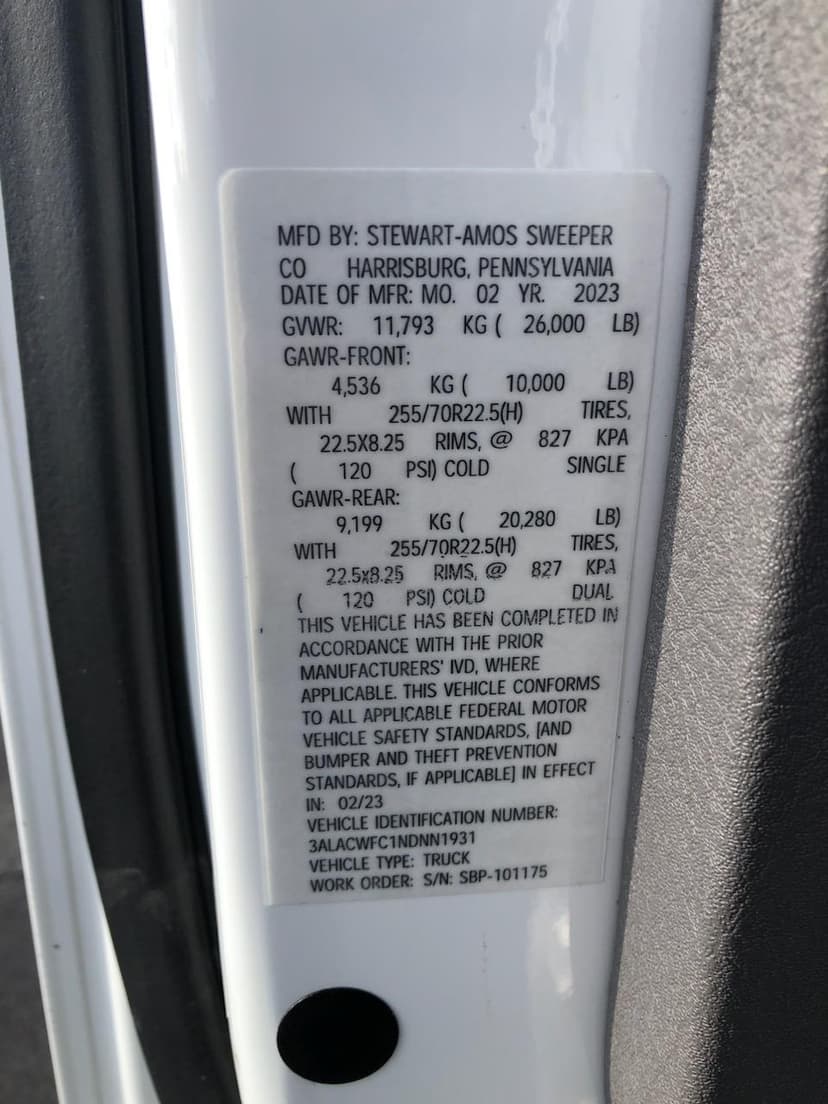 MFD BY: STEWART-AMOS SWEEPER
CO HARRISBURG, PENNSYLVANIA
DATE OF MFR: MO. 02 YR. 2023
GVWR: 11,793 KG ( 26,000 LB)
GAWR-FRONT:
4,536 KG ( 10,000 LB)
WITH 255/70R22.5(H) TIRES,
22.5X8.25 RIMS, @ 827 KPA
( 120 PSI) COLD SINGLE
GAWR-REAR:
9,199 KG ( 20,280 LB)
WITH 255/70R22.5(H) TIRES,
22.5x8.25 RIMS, @ 827 KPA
( 120 PSI) COLD DUAL
THIS VEHICLE HAS BEEN COMPLETED IN
ACCORDANCE WITH THE PRIOR
MANUFACTURERS' IVD, WHERE
APPLICABLE. THIS VEHICLE CONFORMS
TO ALL APPLICABLE FEDERAL MOTOR
VEHICLE SAFETY STANDARDS, [AND
BUMPER AND THEFT PREVENTION
STANDARDS, IF APPLICABLE] IN EFFECT
IN: 02/23
VEHICLE IDENTIFICATION NUMBER:
3ALACWFC1NDNN1931
VEHICLE TYPE: TRUCK
WORK ORDER: S/N: SBP-101175